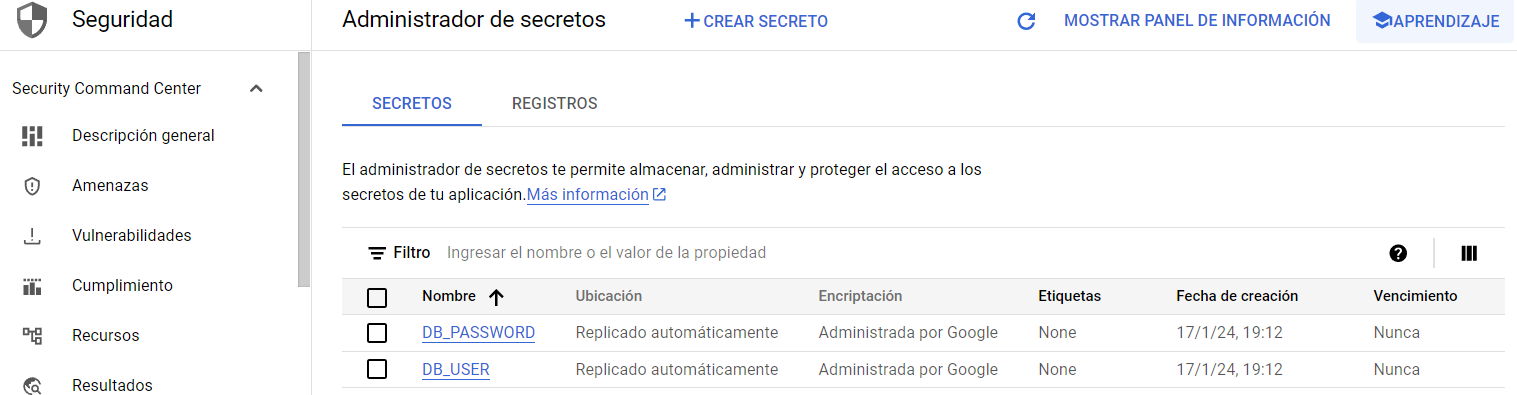 Seguridad
Administrador de secretos
CREAR SECRETO
MOSTRAR PANEL DE INFORMACIÓN
APRENDIZAJE
Security Command Center
Descripción general
Amenazas
Vulnerabilidades
Cumplimiento
Recursos
Resultados
SECRETOS
REGISTROS
El administrador de secretos te permite almacenar, administrar y proteger el acceso a los
secretos de tu aplicación.Más información
Filtro Ingresar el nombre o el valor de la propiedad
Nombre Ubicación Encriptación Etiquetas Fecha de creación Vencimiento
DB_PASSWORD Replicado automáticamente Administrada por Google None 17/1/24, 19:12 Nunca
DB_USER Replicado automáticamente Administrada por Google None 17/1/24, 19:12 Nunca